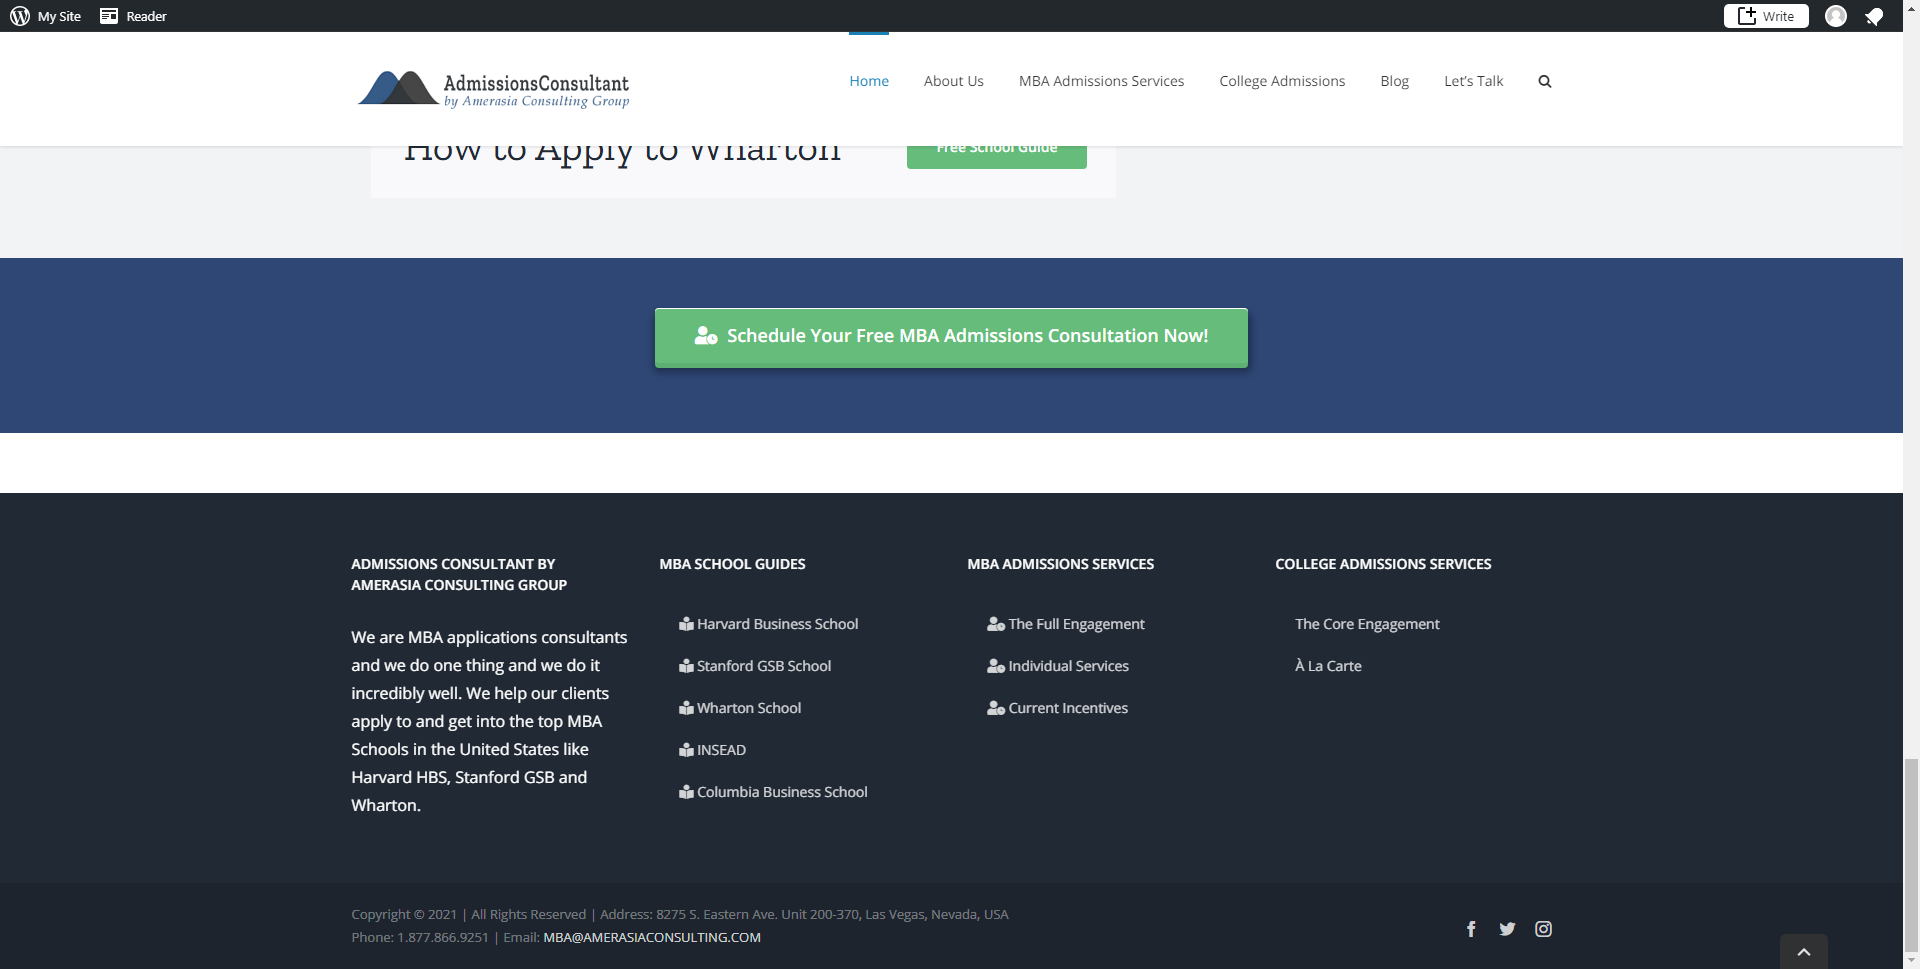 My Site
Reader
Write
AdmissionsConsultant
by Amerasia Consulting Group
Home
About Us
MBA Admissions Services
College Admissions
Blog
Let's Talk
How to Apply to Wharton
Free School Guide
Schedule Your Free MBA Admissions Consultation Now!
ADMISSIONS CONSULTANT BY
AMERASIA CONSULTING GROUP
We are MBA applications consultants
and we do one thing and we do it
incredibly well. We help our clients
apply to and get into the top MBA
Schools in the United States like
Harvard HBS, Stanford GSB and
Wharton.
MBA SCHOOL GUIDES
Harvard Business School
Stanford GSB School
Wharton School
INSEAD
Columbia Business School
MBA ADMISSIONS SERVICES
The Full Engagement
Individual Services
Current Incentives
COLLEGE ADMISSIONS SERVICES
The Core Engagement
À La Carte
Copyright © 2021 | All Rights Reserved | Address: 8275 S. Eastern Ave. Unit 200-370, Las Vegas, Nevada, USA
Phone: 1.877.866.9251 | Email: MBA@AMERASIACONSULTING.COM